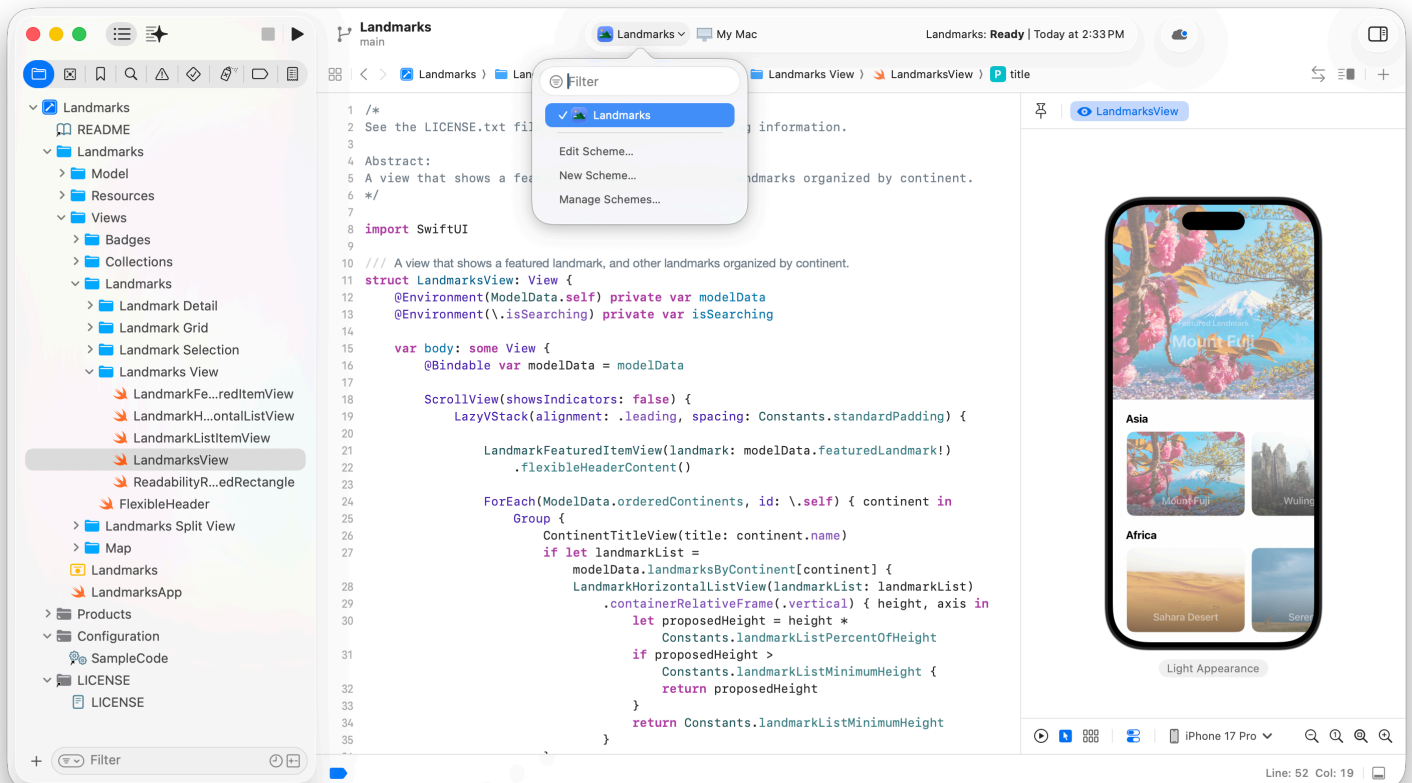 Landmarks
main
Landmarks
My Mac
Landmarks: Ready | Today at 2:33 PM
Landmarks
README
Landmarks
Model
Resources
Views
Badges
Collections
Landmarks
Landmark Detail
Landmark Grid
Landmark Selection
Landmarks View
LandmarkFe...redItemView
LandmarkH...ontalListView
LandmarkListItemView
LandmarksView
ReadabilityR...edRectangle
FlexibleHeader
Landmarks Split View
Map
Landmarks
LandmarksApp
Products
Configuration
SampleCode
LICENSE
LICENSE
Filter
Landmarks 〉 Lan
Landmarks View 〉 LandmarksView 〉 P title
Filter
✓ Landmarks
Edit Scheme...
New Scheme...
Manage Schemes...
1 /*
2 See the LICENSE.txt fil g information.
3
4 Abstract:
5 A view that shows a fea ndmarks organized by continent.
6 */
7
8 import SwiftUI
9
10 /// A view that shows a featured landmark, and other landmarks organized by continent.
11 struct LandmarksView: View {
12 @Environment(ModelData.self) private var modelData
13 @Environment(\.isSearching) private var isSearching
14
15 var body: some View {
16 @Bindable var modelData = modelData
17
18 ScrollView(showsIndicators: false) {
19 LazyVStack(alignment: .leading, spacing: Constants.standardPadding) {
20
21 LandmarkFeaturedItemView(landmark: modelData.featuredLandmark!)
22 .flexibleHeaderContent()
23
24 ForEach(ModelData.orderedContinents, id: \.self) { continent in
25 Group {
26 ContinentTitleView(title: continent.name)
27 if let landmarkList =
modelData.landmarksByContinent[continent] {
28 LandmarkHorizontalListView(landmarkList: landmarkList)
29 .containerRelativeFrame(.vertical) { height, axis in
30 let proposedHeight = height *
Constants.landmarkListPercentOfHeight
31 if proposedHeight >
Constants.landmarkListMinimumHeight {
32 return proposedHeight
33 }
34 return Constants.landmarkListMinimumHeight
35 }
LandmarksView
Featured Landmark
Mount Fuji
Asia
Mount Fuji
Wuling
Africa
Sahara Desert
Seren
Light Appearance
iPhone 17 Pro
Line: 52 Col: 19